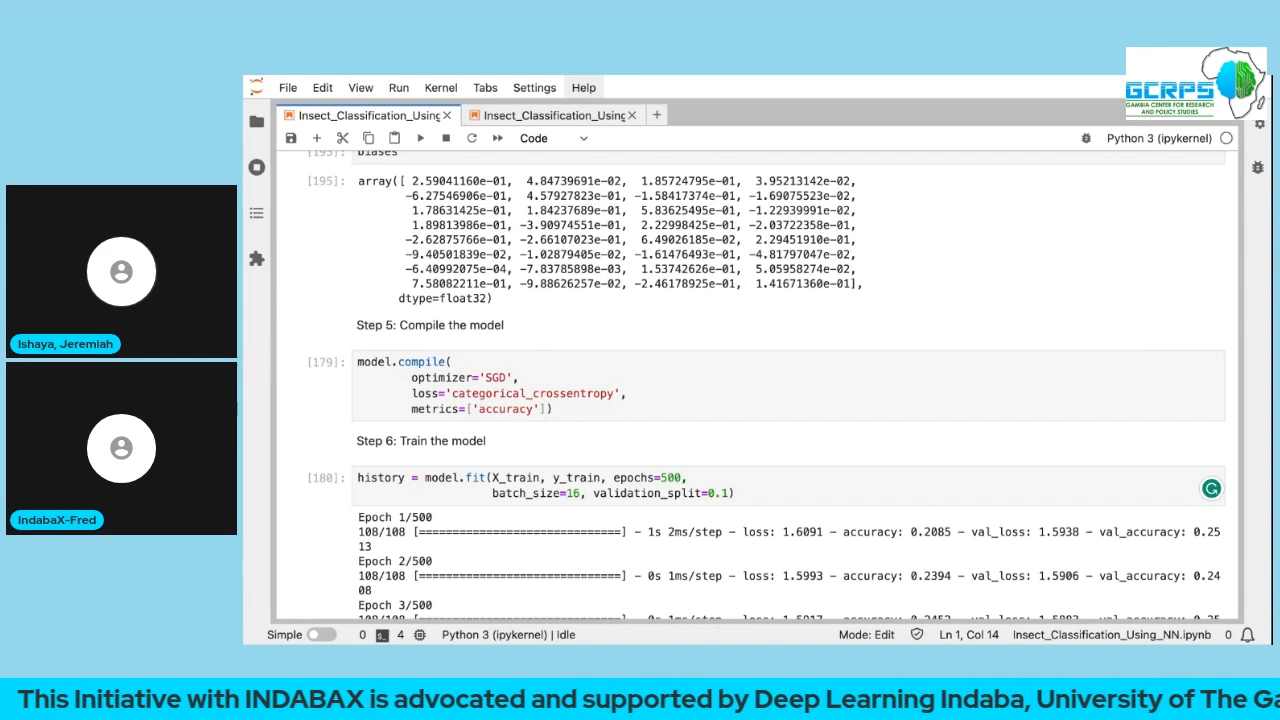 GCRPS
GAMBIA CENTER FOR RESEARCH
AND POLICY STUDIES
File Edit View Run Kernel Tabs Settings Help
Insect_Classification_Using Insect_Classification_Using
Code Python 3 (ipykernel)
[195]: biases
[195]: array([ 2.59041160e-01, 4.84739691e-02, 1.85724795e-01, 3.95213142e-02,
-6.27546906e-01, 4.57927823e-01, -1.58417374e-01, -1.69075523e-02,
1.78631425e-01, 1.84237689e-01, 5.83625495e-01, -1.22939991e-02,
1.89813986e-01, -3.90974551e-01, 2.22998425e-01, -2.03722358e-01,
-2.62875766e-01, -2.66107023e-01, 6.49026185e-02, 2.29451910e-01,
-9.40501839e-02, -1.02879405e-02, -1.61476493e-01, -4.81797047e-02,
-6.40992075e-04, -7.83785898e-03, 1.53742626e-01, 5.05958274e-02,
7.58082211e-01, -9.88626257e-02, -2.46178925e-01, 1.41671360e-01],
dtype=float32)
Step 5: Compile the model
[179]: model.compile(
optimizer='SGD',
loss='categorical_crossentropy',
metrics=['accuracy'])
Step 6: Train the model
[180]: history = model.fit(X_train, y_train, epochs=500,
batch_size=16, validation_split=0.1)
Epoch 1/500
108/108 [==============================] - 1s 2ms/step - loss: 1.6091 - accuracy: 0.2085 - val_loss: 1.5938 - val_accuracy: 0.25
13
Epoch 2/500
108/108 [==============================] - 0s 1ms/step - loss: 1.5993 - accuracy: 0.2394 - val_loss: 1.5906 - val_accuracy: 0.24
08
Epoch 3/500
Simple 0 4 Python 3 (ipykernel) | Idle Mode: Edit Ln 1, Col 14 Insect_Classification_Using_NN.ipynb 0
Ishaya, Jeremiah
IndabaX-Fred
This Initiative with INDABAX is advocated and supported by Deep Learning Indaba, University of The Ga